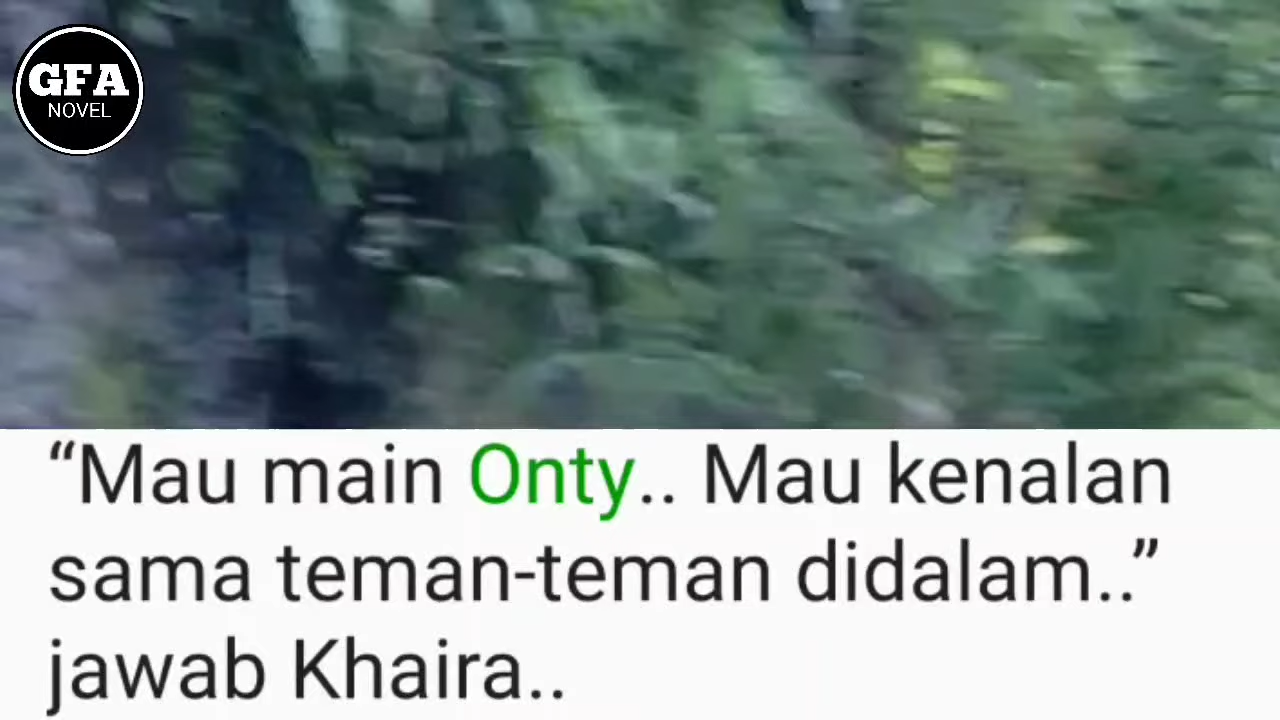 GFA
NOVEL
“Mau main Onty.. Mau kenalan
sama teman-teman didalam..”
jawab Khaira..